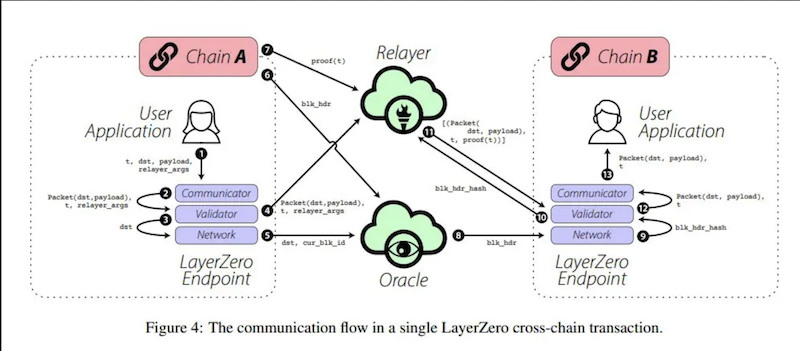 Chain A
7
6
proof(t)
Relayer
Chain B
User
Application
blk_hdr
[(Packet(
dst, payload),
t, proof(t))]
11
User
Application
1
t, dst, payload,
relayer_args
13
Packet(dst, payload),
t
2
Communicator
Packet(dst,payload),
t, relayer_args
Validator
3
4
Packet(dst,payload),
t, relayer_args
dst
Network
5
dst, cur_blk_id
LayerZero
Endpoint
Oracle
8
blk_hdr
blk_hdr_hash
10
Communicator
Packet(dst, payload),
t
Validator
12
Network
9
blk_hdr_hash
LayerZero
Endpoint
Figure 4: The communication flow in a single LayerZero cross-chain transaction.